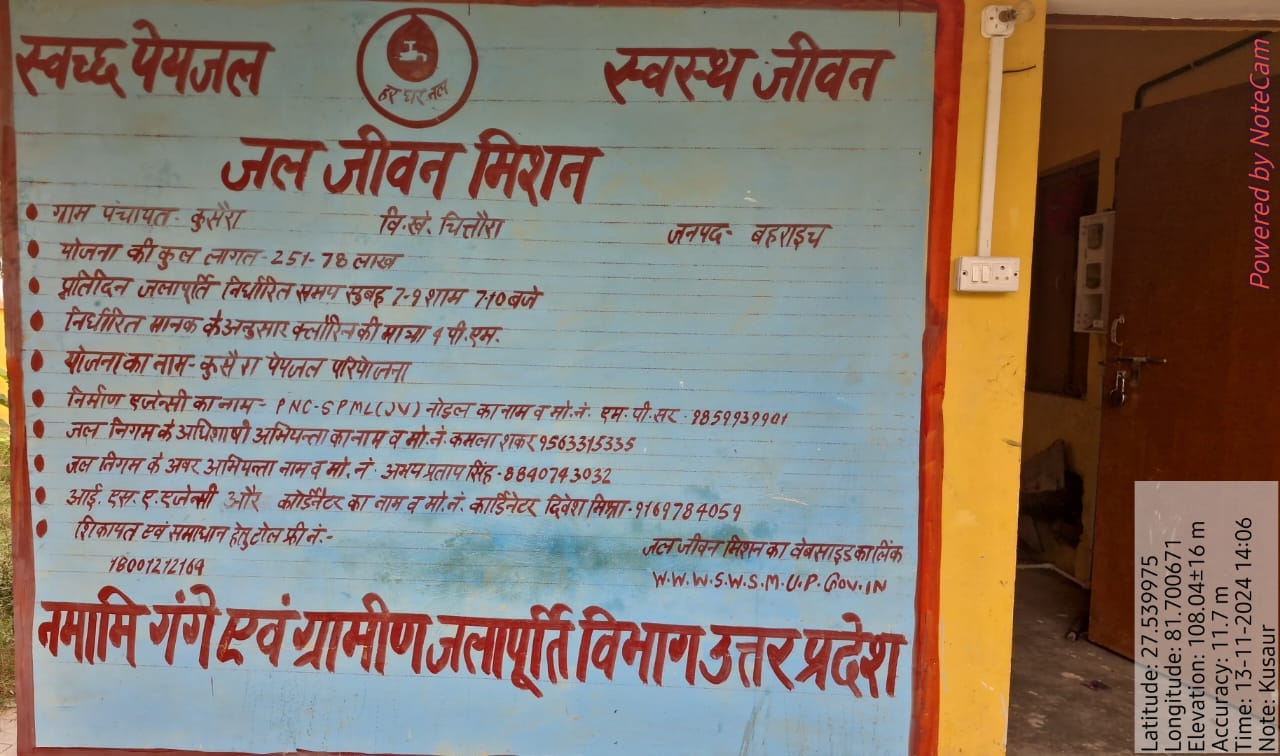 स्वच्छ पेयजल
हर घर नल
स्वस्थ जीवन
जल जीवन मिशन
ग्राम पंचायत- कुसैरा वि.खं. चित्तौरा जनपद- बहराइच
योजना की कुल लागत-251-78 लाख
प्रतिदिन जलापूर्ति निर्धारित समय सुबह 7-9 शाम 7-10 बजे
निर्धारित मानक के अनुसार क्लोरिन की मात्रा 1 पी.एम.
योजना का नाम- कुसैरा पेयजल परियोजना
निर्माण एजेन्सी का नाम- PNC-SPML(JV) नोडल का नाम व मो.नं. एम.पी.सर -9859939901
जल निगम के अधिशाषी अभियन्ता का नाम व मो.नं. कमला शंकर 9563315335
जल निगम के अवर अभियन्ता नाम व मो. नं. अभय प्रताप सिंह-8840743032
आई. एस. ए. एजेन्सी और कोर्डिनेटर का नाम व मो.नं. कार्डिनेटर दिवेश मिश्रा-9169784059
शिकायत एवं समाधान हेतु टोल फ्री नं:-
18001212164
जल जीवन मिशन का वेबसाइड का लिंक
W.W.W.S.W.S.M.U.P.GOV.IN
नमामि गंगे एवं ग्रामीण जलापूर्ति विभाग उत्तर प्रदेश
Powered by NoteCam
Latitude: 27.539975
Longitude: 81.700671
Elevation: 108.04±16 m
Accuracy: 11.7 m
Time: 13-11-2024 14:06
Note: Kusaur